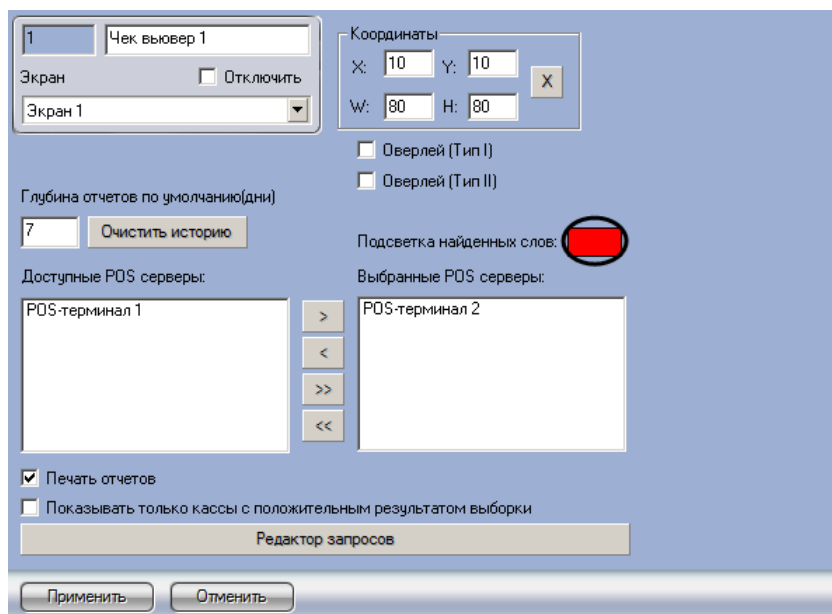 1
Чек вьювер 1
Экран
Отключить
Экран 1
Координаты
X: 10 Y: 10
X
W: 80 H: 80
Оверлей (Тип I)
Оверлей (Тип II)
Глубина отчетов по умолчанию(дни)
7
Очистить историю
Подсветка найденных слов:
Доступные POS серверы:
Выбранные POS серверы:
POS-терминал 1
POS-терминал 2
>
<
>>
<<
Печать отчетов
Показывать только кассы с положительным результатом выборки
Редактор запросов
Применить
Отменить